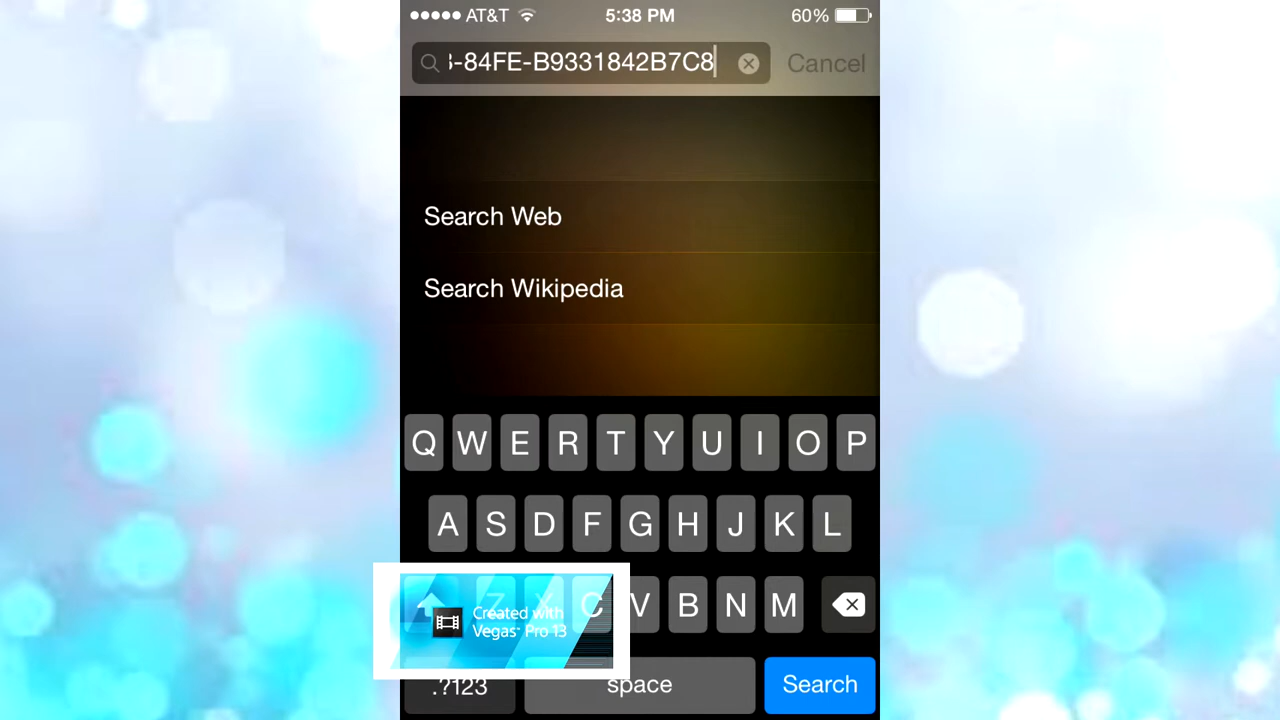 ●●●●● AT&T 5:38 PM 60%
-84FE-B9331842B7C8 Cancel
Search Web
Search Wikipedia
Q W E R T Y U I O P
A S D F G H J K L
Z X C V B N M
Created with
Vegas™ Pro 13
.?123 space Search